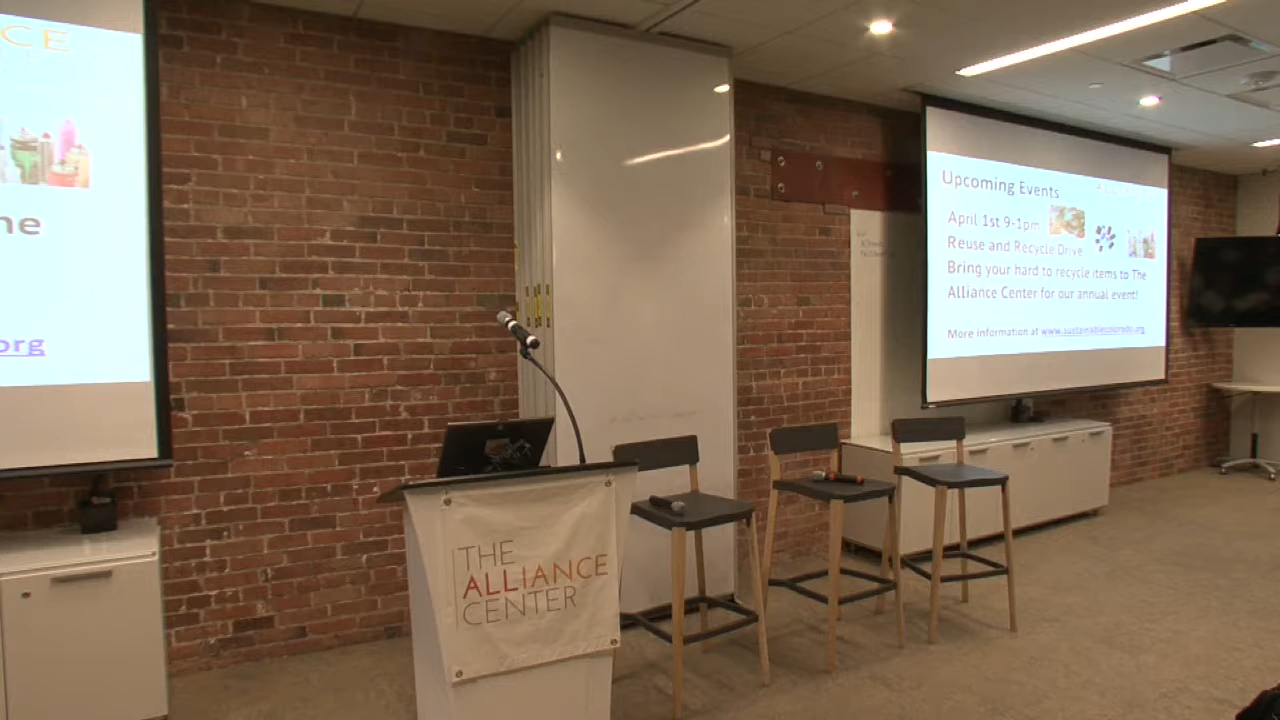 CE
ne
org
THE
ALLIANCE
CENTER
Upcoming Events
April 1st 9-1pm
Reuse and Recycle Drive
Bring your hard to recycle items to The
Alliance Center for our annual event!
More information at www.sustainablecolorado.org